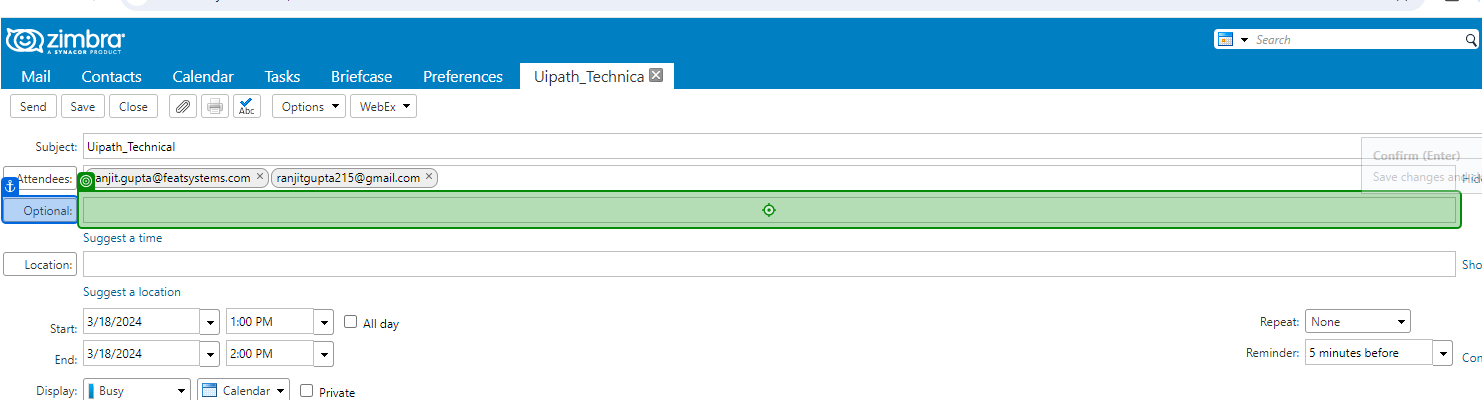 zimbra
A SYNACOR PRODUCT
Search
Mail Contacts Calendar Tasks Briefcase Preferences Uipath_Technica
Send Save Close Abc Options WebEx
Subject: Uipath_Technical
Confirm (Enter)
Attendees: anjit.gupta@featsystems.com × ranjitgupta215@gmail.com ×
Save changes and
Optional:
Suggest a time
Location: Sho
Suggest a location
Start: 3/18/2024 1:00 PM All day Repeat: None
End: 3/18/2024 2:00 PM Reminder: 5 minutes before Con
Display: Busy Calendar Private